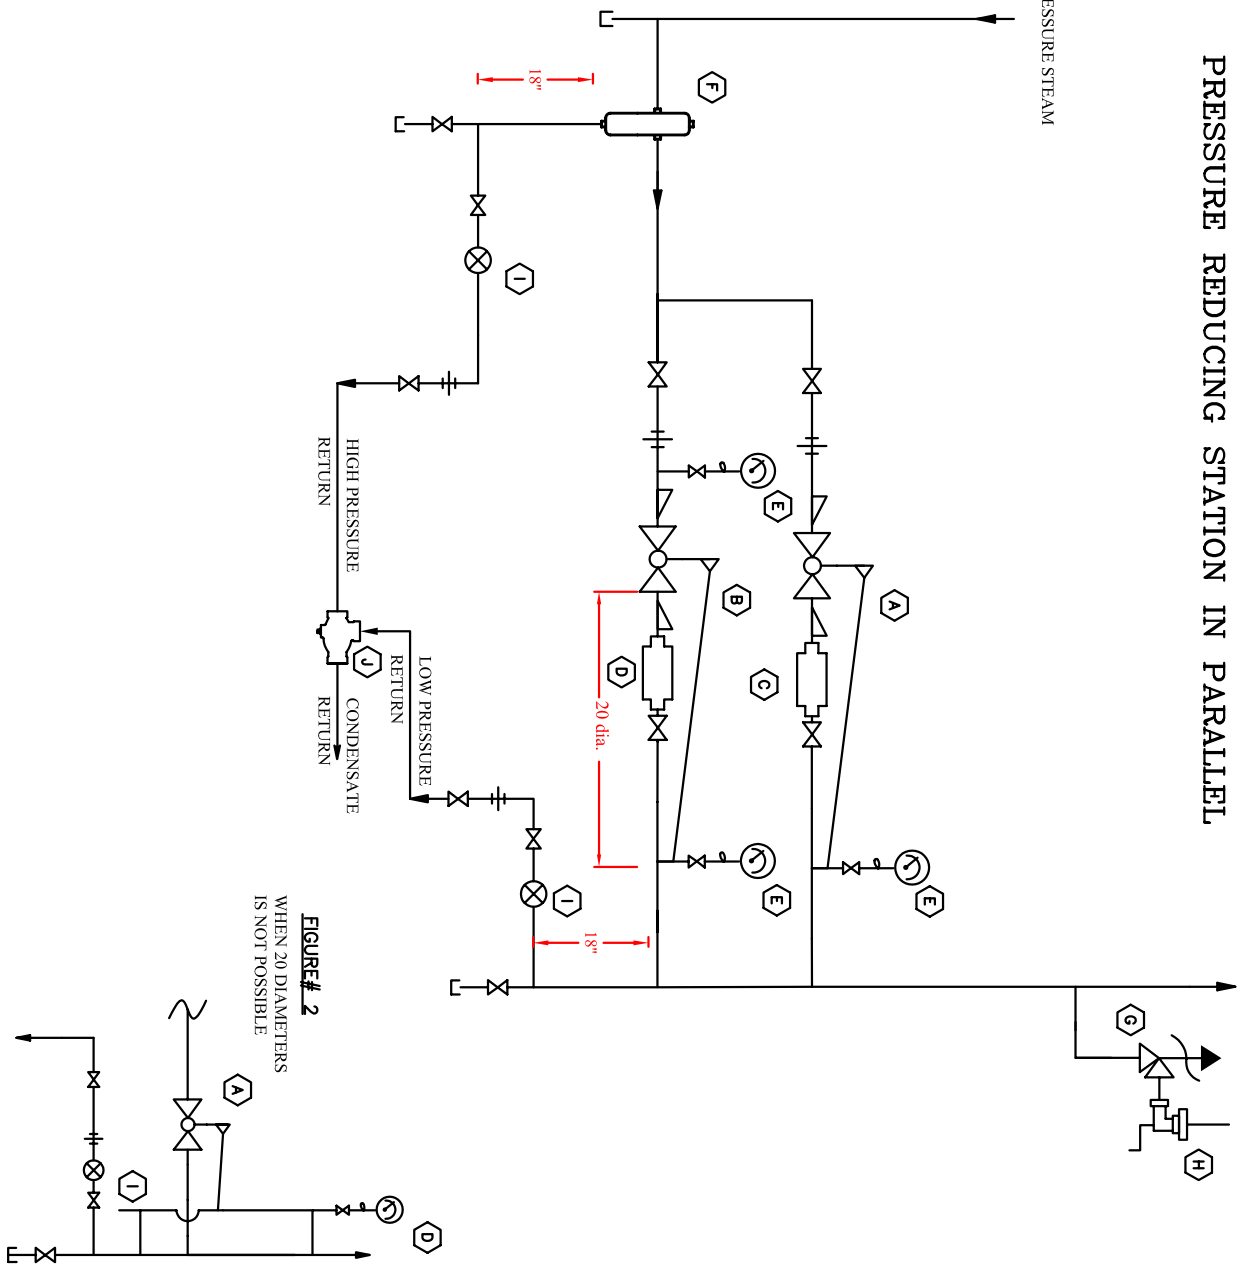 PRESSURE REDUCING STATION IN PARALLEL
ESSURE STEAM
F
18"
I
E
A
B
D
C
20 dia.
E
E
HIGH PRESSURE
RETURN
J
LOW PRESSURE
RETURN
CONDENSATE
RETURN
I
18"
G
H
FIGURE# 2
WHEN 20 DIAMETERS
IS NOT POSSIBLE
A
I
D